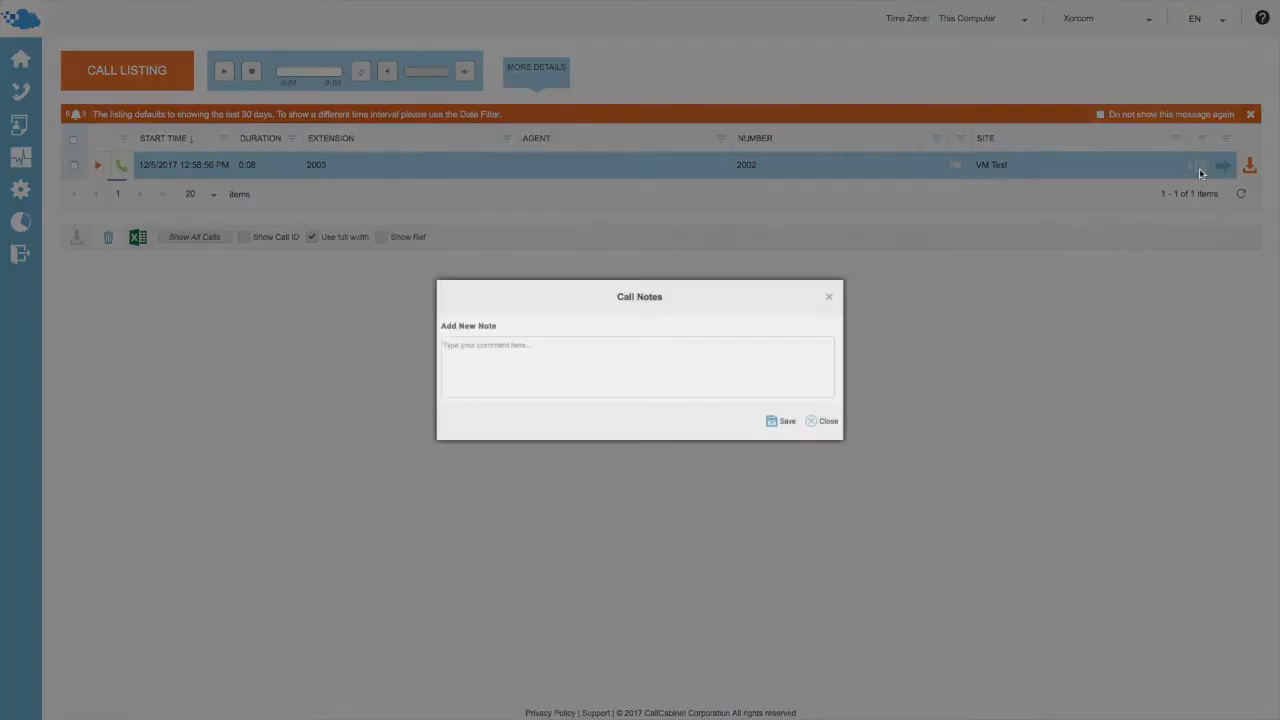 Time Zone: This Computer Xorcom EN
CALL LISTING
0:00 0:00
MORE DETAILS
The listing defaults to showing the last 30 days. To show a different time interval please use the Date Filter. Do not show this message again
START TIME ↓ DURATION EXTENSION AGENT NUMBER SITE
12/5/2017 12:58:56 PM 0:08 2003 2002 VM Test
1 20 items 1 - 1 of 1 items
Show All Calls Show Call ID Use full width Show Ref
Call Notes
Add New Note
Type your comment here...
Save Close
Privacy Policy | Support | © 2017 CallCabinet Corporation All rights reserved